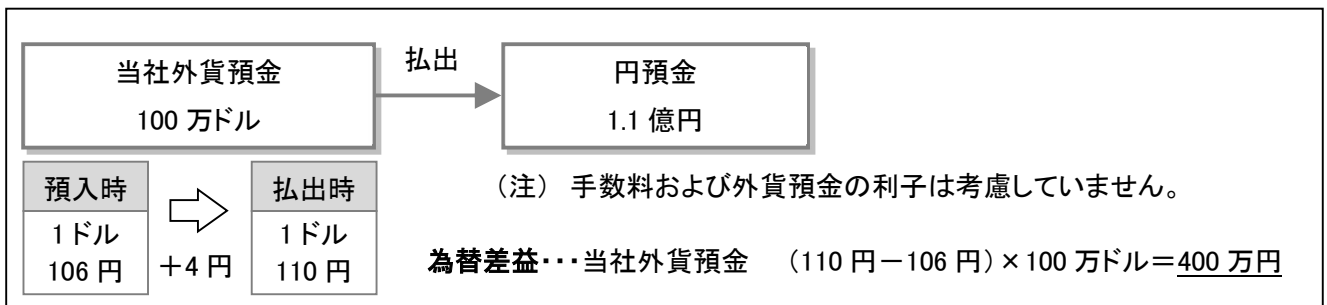 当社外貨預金
100 万ドル
払出
円預金
1.1 億円
預入時
1ドル
106 円
+4 円
払出時
1ドル
110 円
（注） 手数料および外貨預金の利子は考慮していません。
為替差益･･･当社外貨預金 （110 円－106 円）×100 万ドル＝400 万円